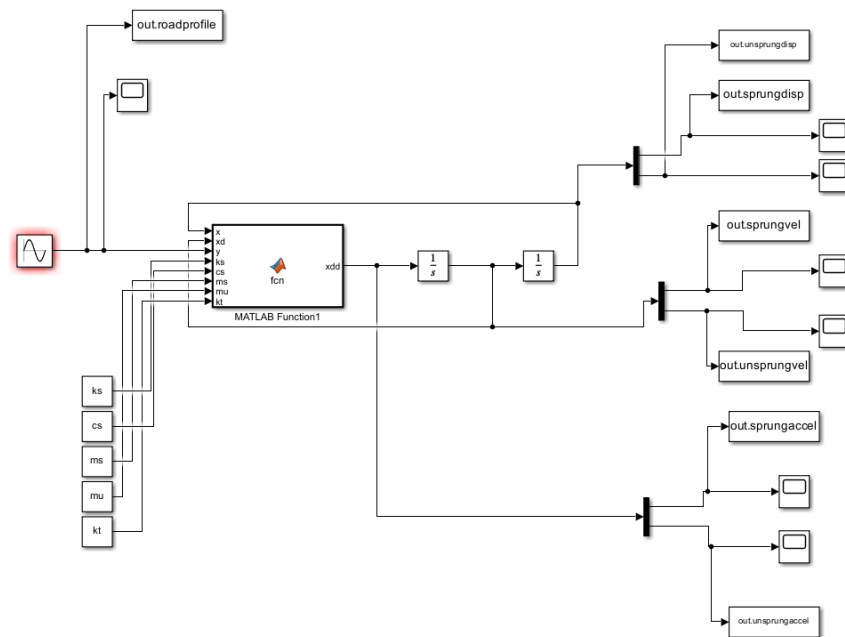 out.roadprofile
out.unsprungdisp
out.sprungdisp
out.sprungvel
x
xd
y
ks
cs
ms
mu
kt
fcn
xdd
1
s
1
s
MATLAB Function1
out.unsprungvel
ks
cs
ms
mu
kt
out.sprungaccel
out.unsprungaccel